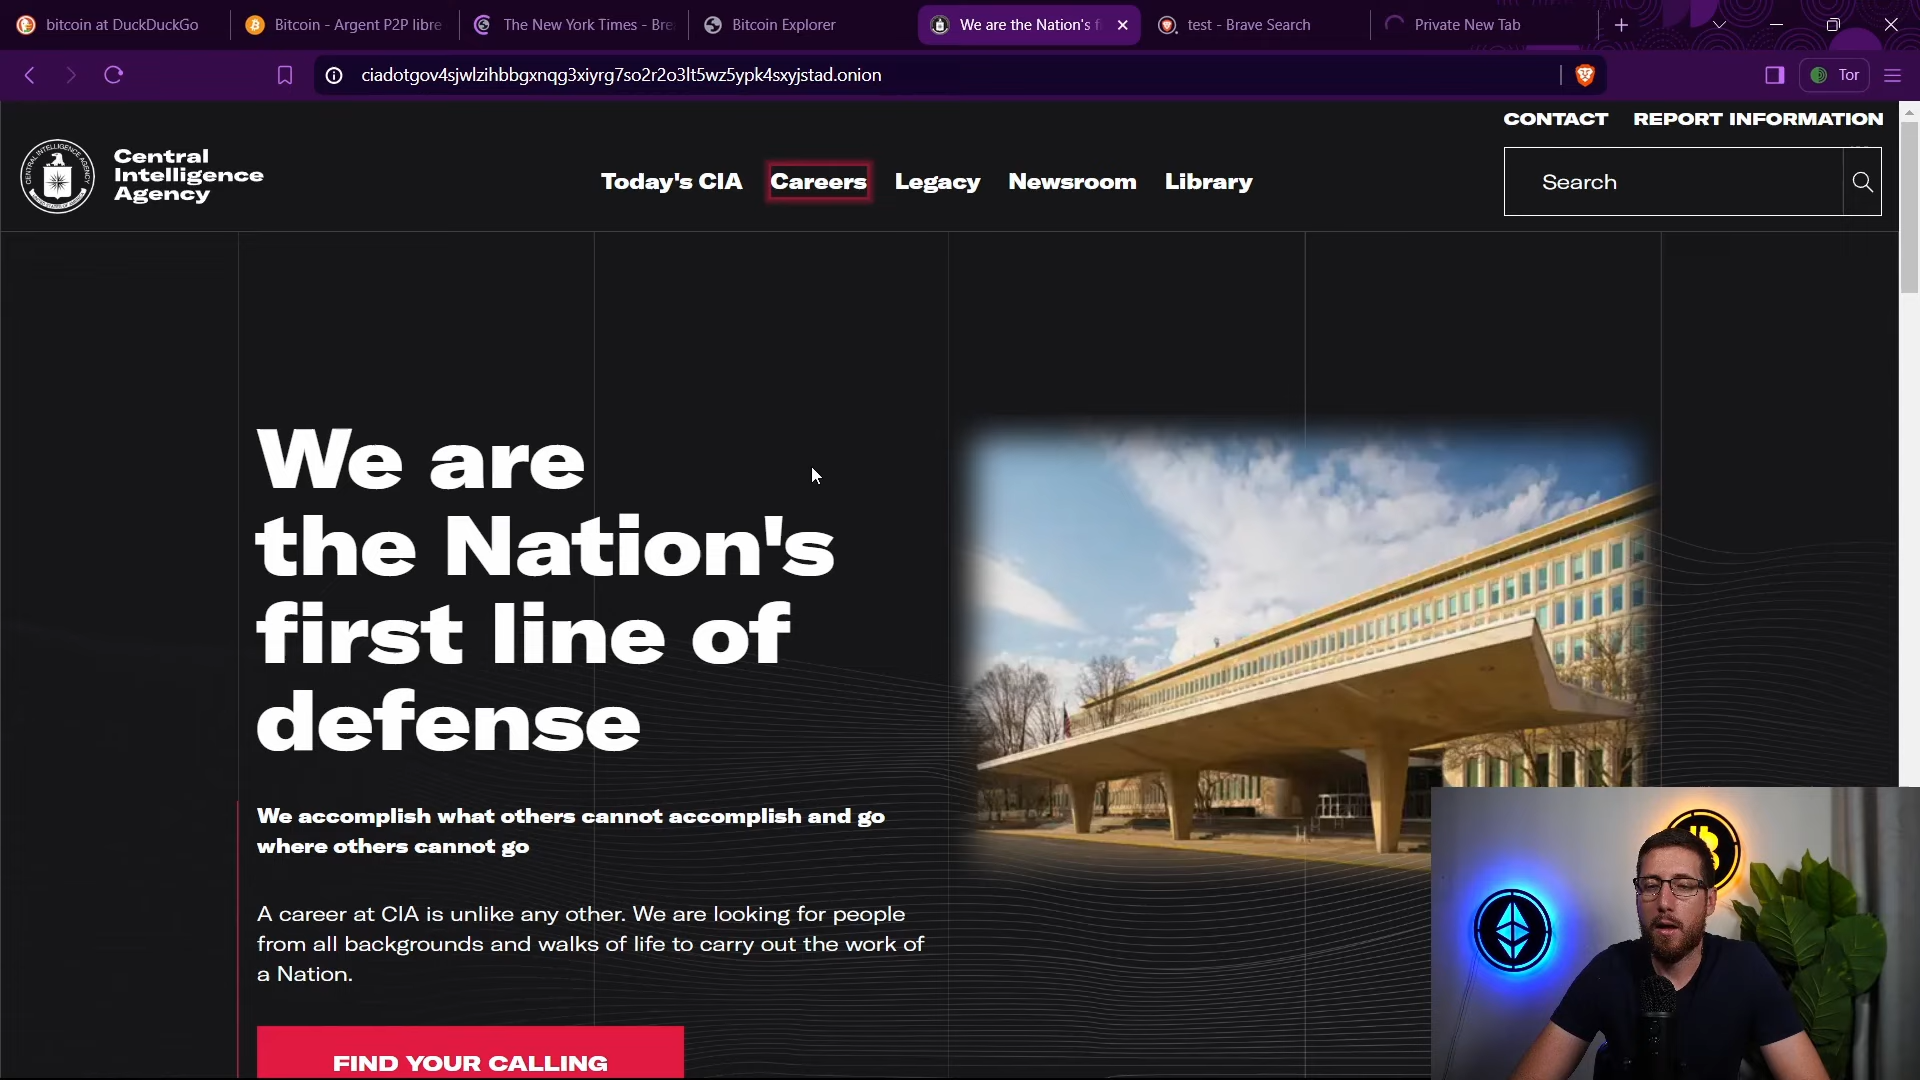 bitcoin at DuckDuckGo
Bitcoin - Argent P2P libre
The New York Times - Bre
Bitcoin Explorer
We are the Nation's f
test - Brave Search
Private New Tab
ciadotgov4sjwlzihbbgxnqg3xiyrg7so2r2o3lt5wz5ypk4sxyjstad.onion
Tor
CONTACT
REPORT INFORMATION
Central
Intelligence
Agency
Today's CIA
Careers
Legacy
Newsroom
Library
Search
We are
the Nation's
first line of
defense
We accomplish what others cannot accomplish and go
where others cannot go
A career at CIA is unlike any other. We are looking for people
from all backgrounds and walks of life to carry out the work of
a Nation.
FIND YOUR CALLING